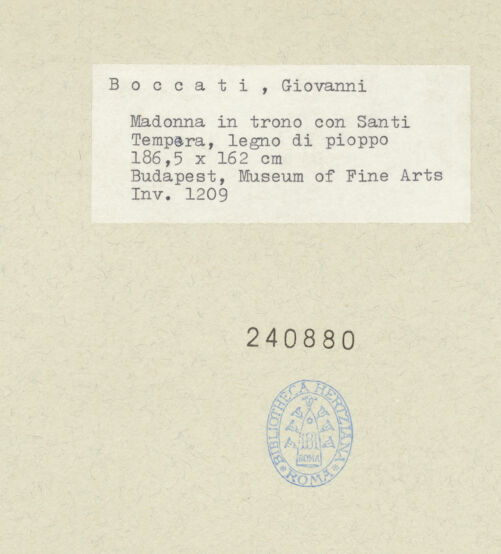 B o c c a t i , Giovanni
Madonna in trono con Santi
Tempera, legno di pioppo
186,5 x 162 cm
Budapest, Museum of Fine Arts
Inv. 1209
240880
BIBLIOTHECA HERTZIANA
ROMA
ROMA